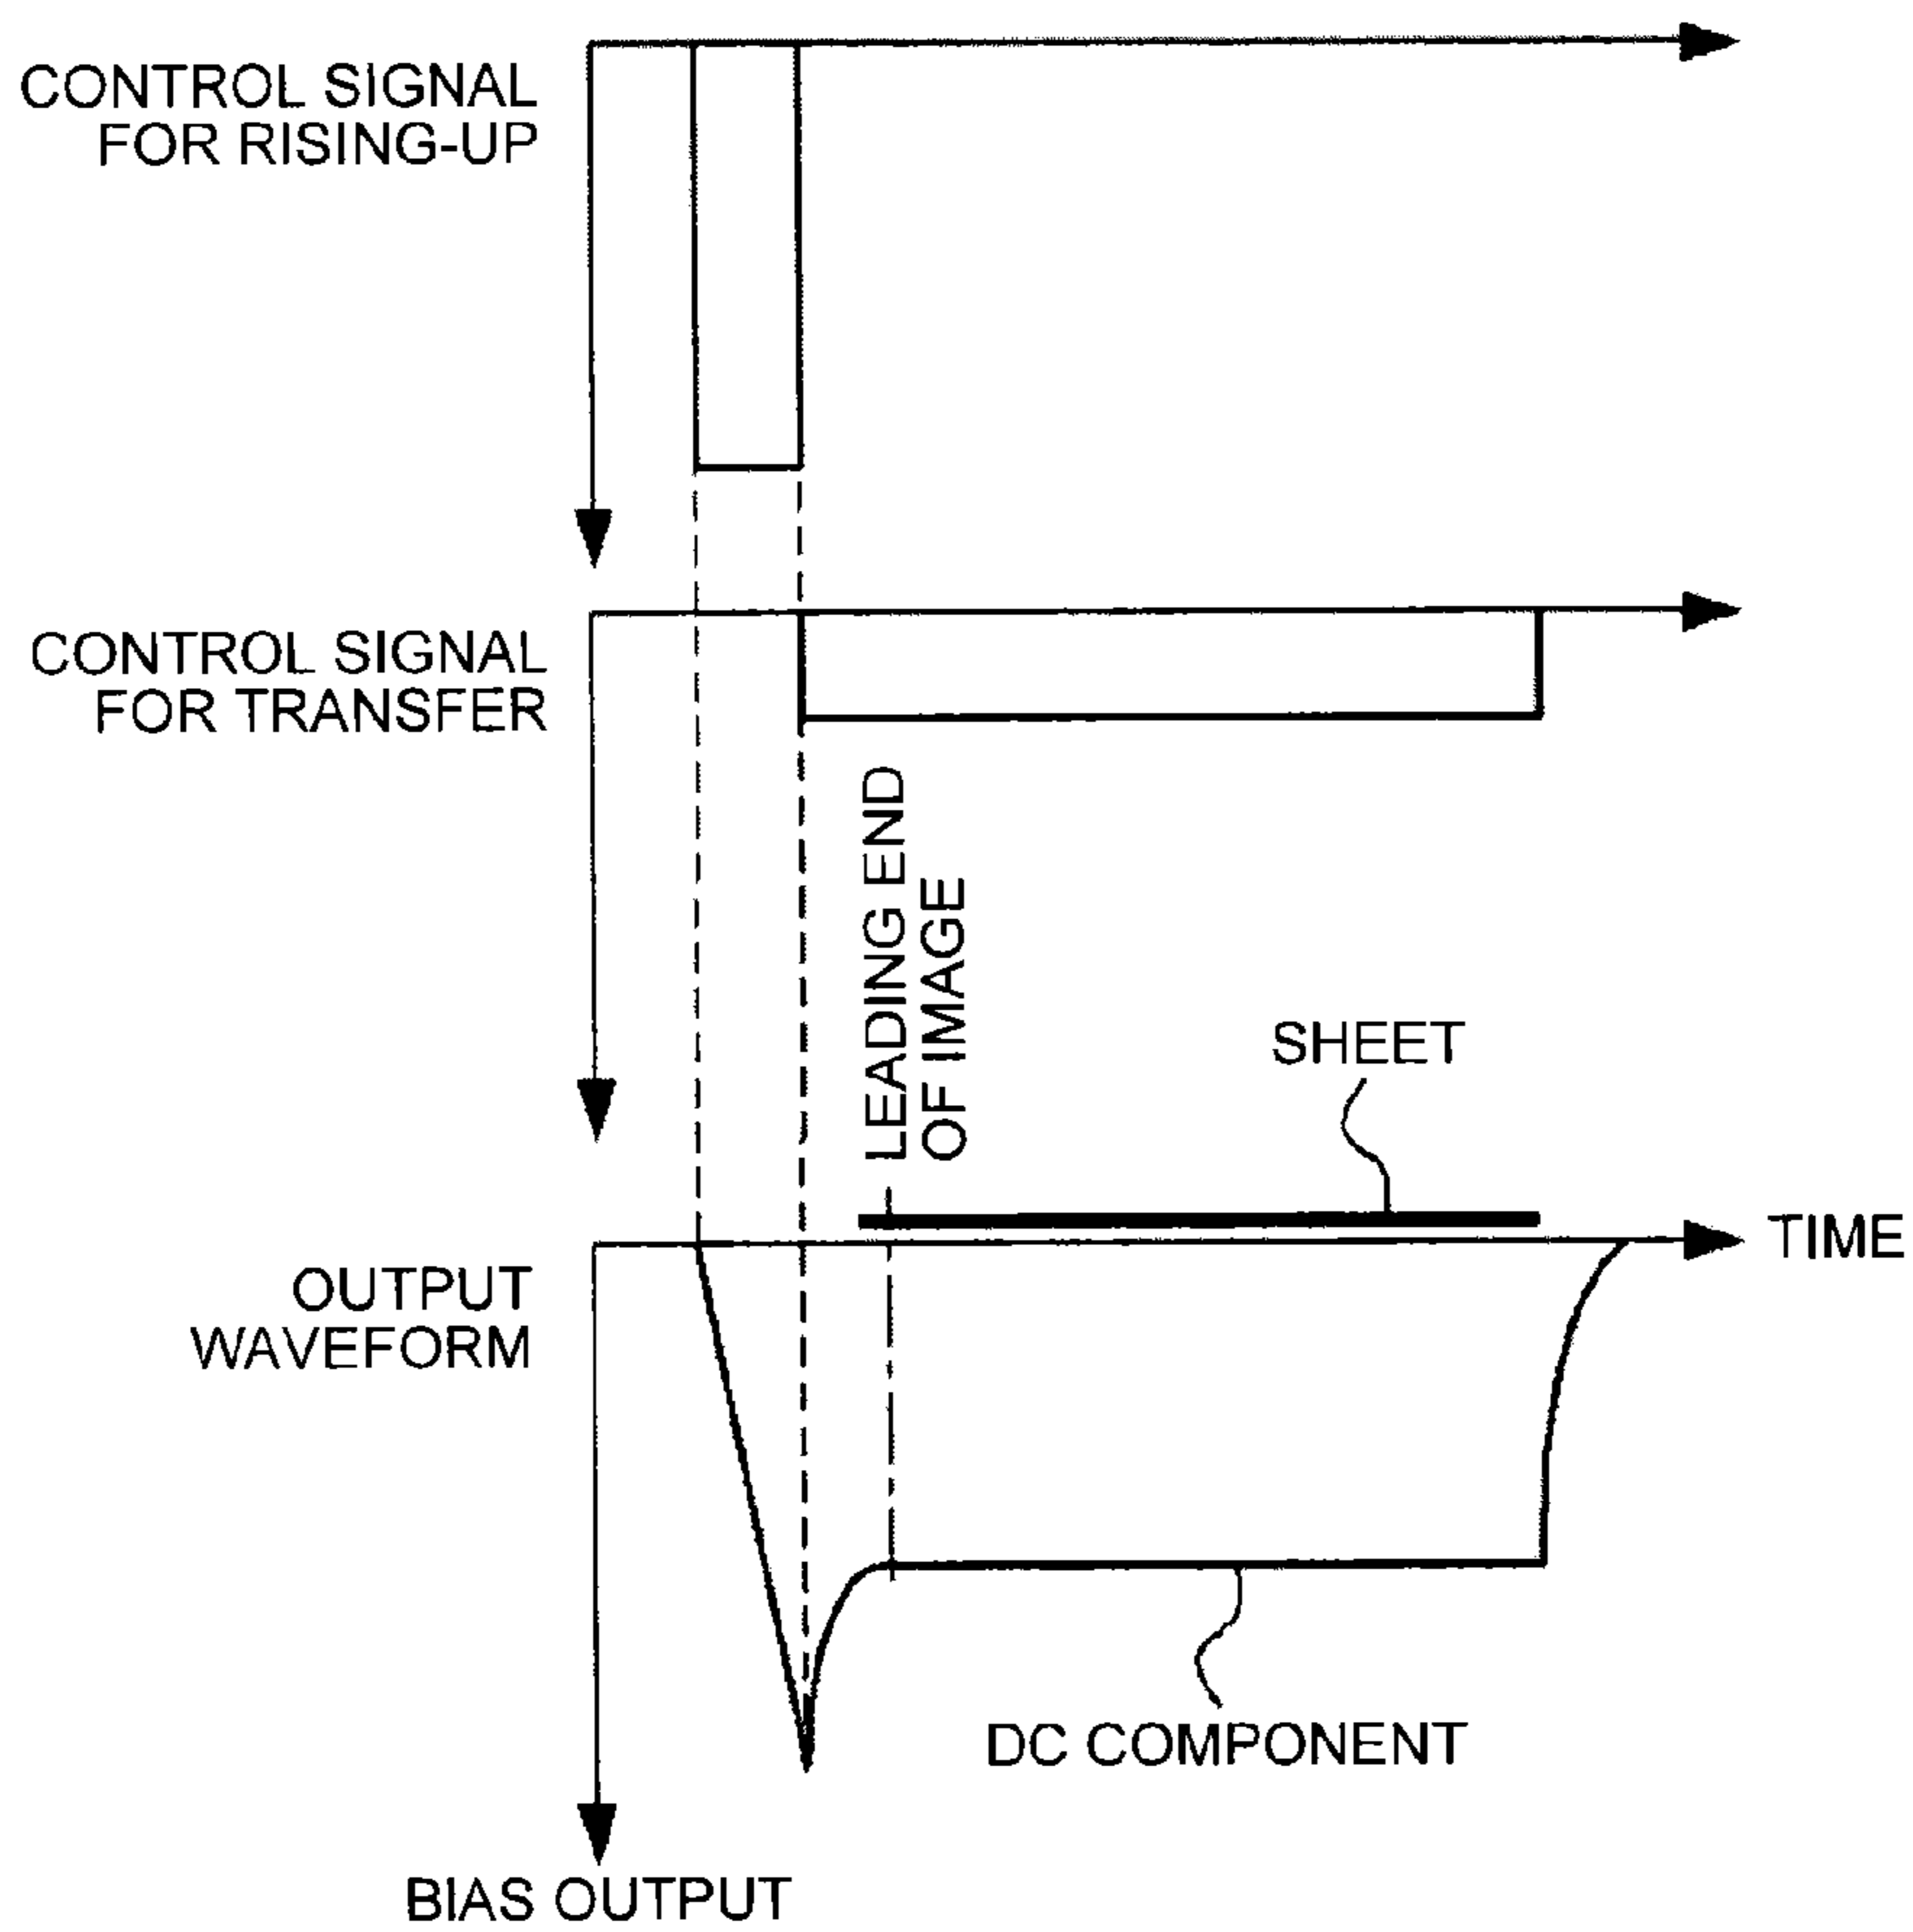 CONTROL SIGNAL
FOR RISING-UP
CONTROL SIGNAL
FOR TRANSFER
LEADING END
OF IMAGE
SHEET
TIME
OUTPUT
WAVEFORM
DC COMPONENT
BIAS OUTPUT